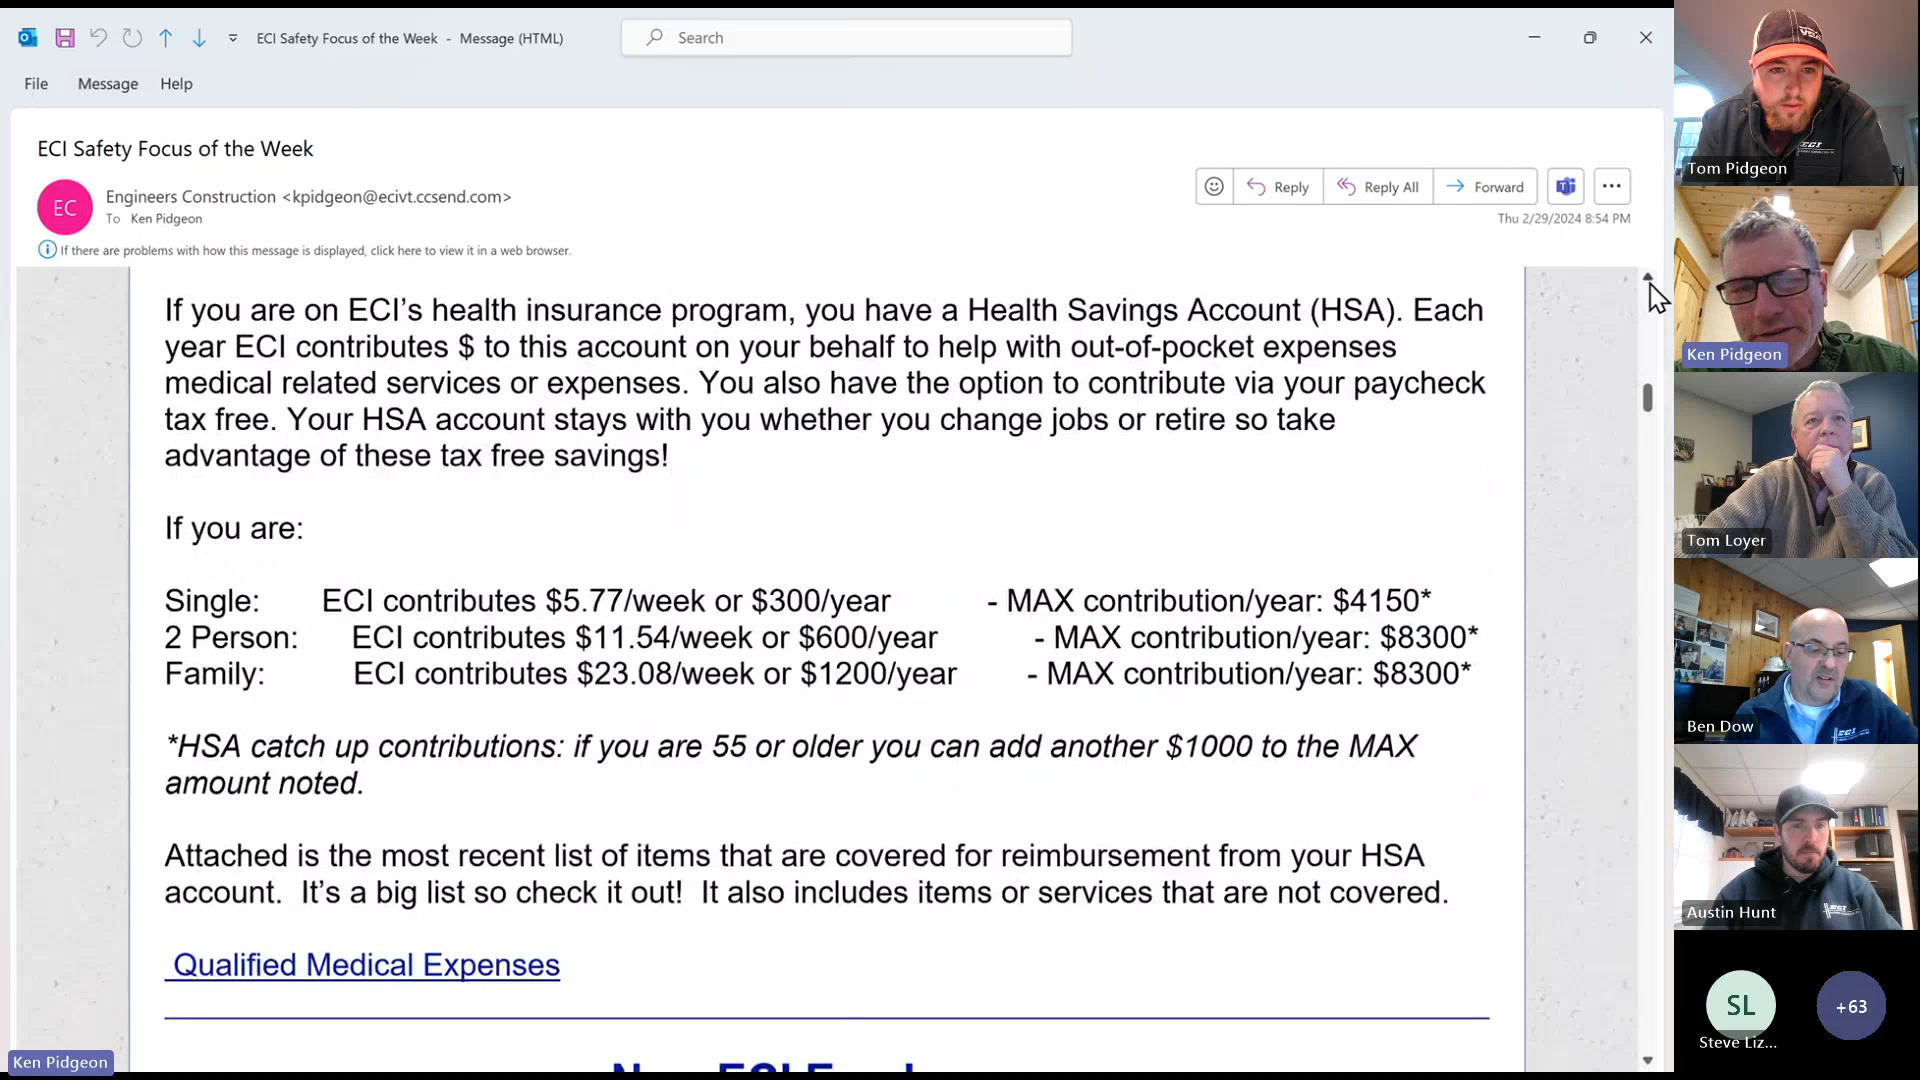 ECI Safety Focus of the Week - Message (HTML)
Search
File Message Help
ECI Safety Focus of the Week
EC
Engineers Construction <kpidgeon@ecivt.ccsend.com>
To Ken Pidgeon
Reply Reply All Forward
Thu 2/29/2024 8:54 PM
If there are problems with how this message is displayed, click here to view it in a web browser.
If you are on ECI's health insurance program, you have a Health Savings Account (HSA). Each
year ECI contributes $ to this account on your behalf to help with out-of-pocket expenses
medical related services or expenses. You also have the option to contribute via your paycheck
tax free. Your HSA account stays with you whether you change jobs or retire so take
advantage of these tax free savings!
If you are:
Single: ECI contributes $5.77/week or $300/year - MAX contribution/year: $4150*
2 Person: ECI contributes $11.54/week or $600/year - MAX contribution/year: $8300*
Family: ECI contributes $23.08/week or $1200/year - MAX contribution/year: $8300*
*HSA catch up contributions: if you are 55 or older you can add another $1000 to the MAX
amount noted.
Attached is the most recent list of items that are covered for reimbursement from your HSA
account. It's a big list so check it out! It also includes items or services that are not covered.
Qualified Medical Expenses
Ken Pidgeon
Tom Pidgeon
Ken Pidgeon
Tom Loyer
Ben Dow
ECI
Austin Hunt
ECI
SL
+63
Steve Liz...